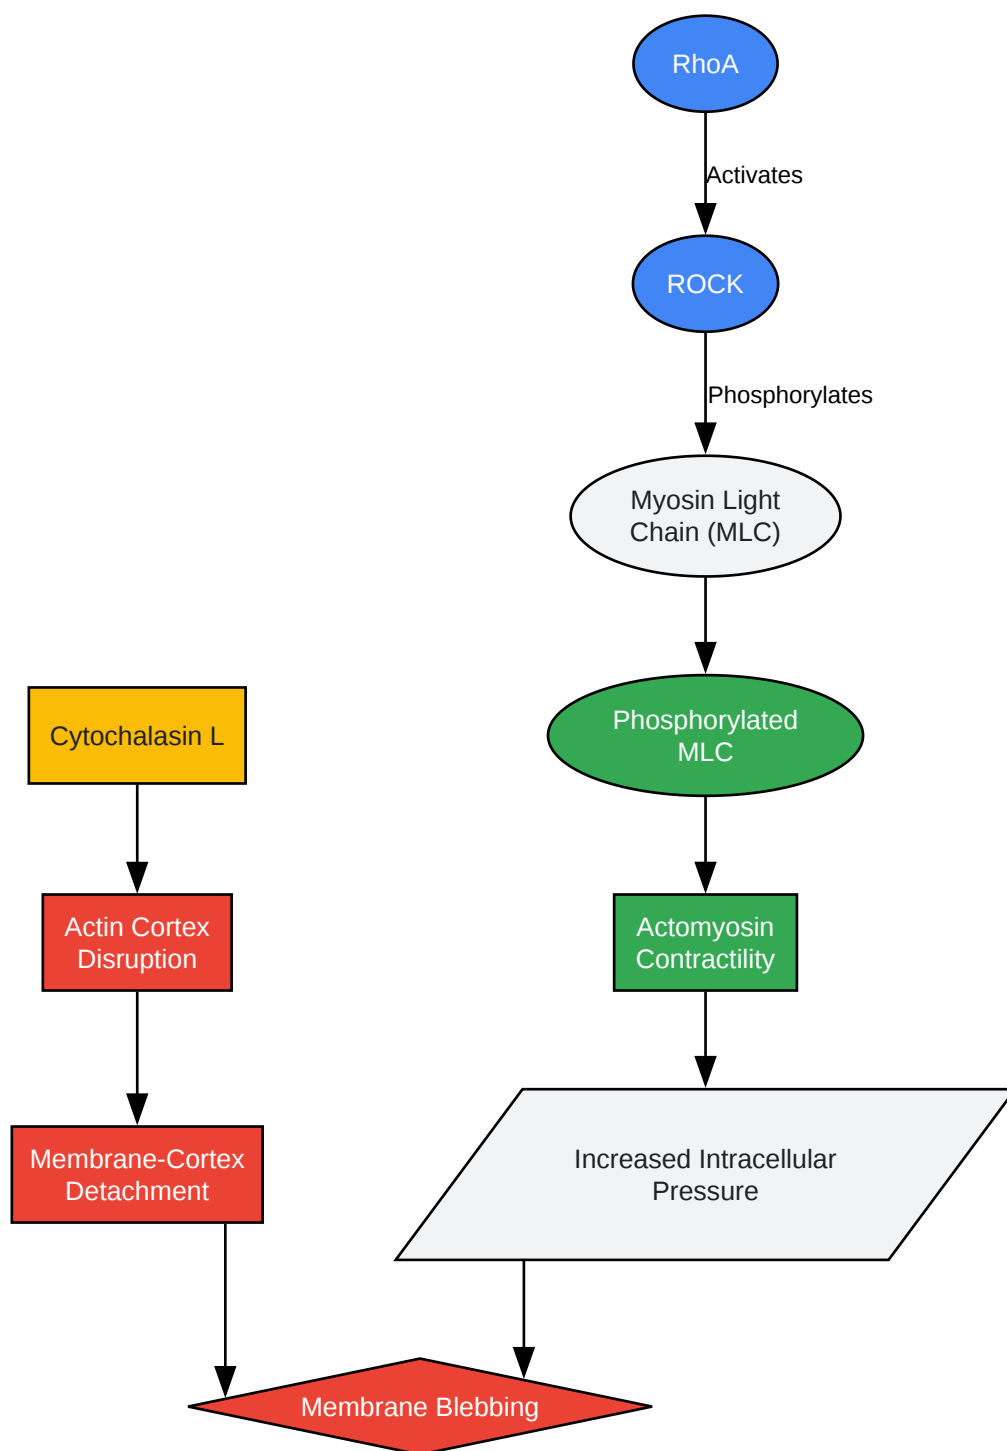 RhoA
Activates
ROCK
Phosphorylates
Myosin Light
Chain (MLC)
Phosphorylated
MLC
Cytochalasin L
Actin Cortex
Disruption
Actomyosin
Contractility
Membrane-Cortex
Detachment
Increased Intracellular
Pressure
Membrane Blebbing